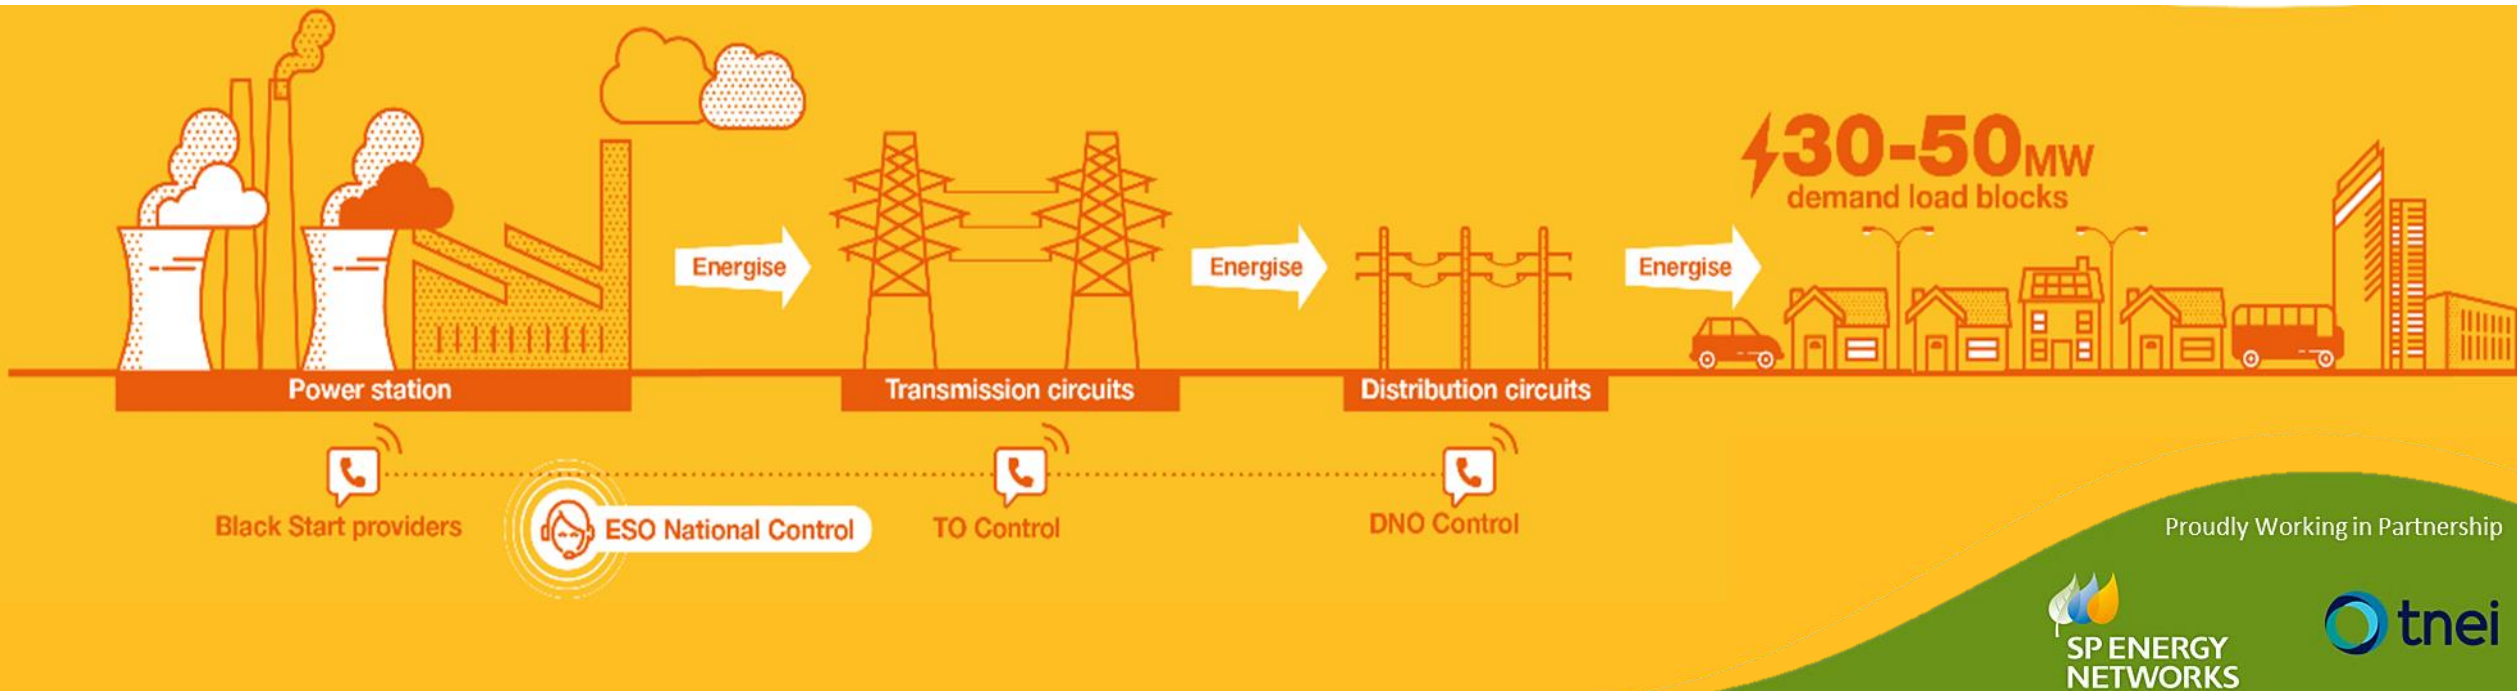 30-50MW
demand load blocks
Energise
Energise
Energise
Power station
Transmission circuits
Distribution circuits
Black Start providers
ESO National Control
TO Control
DNO Control
Proudly Working in Partnership
SP ENERGY
NETWORKS
tnei